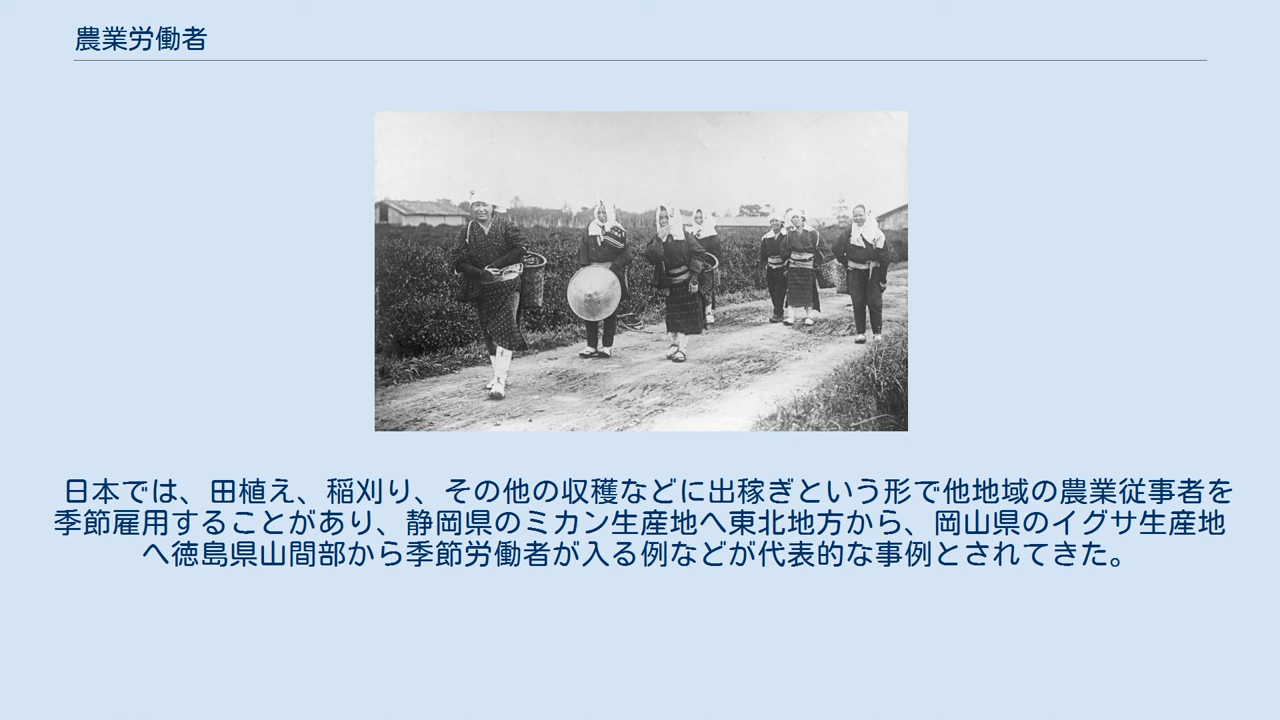 農業労働者
日本では、田植え、稲刈り、その他の収穫などに出稼ぎという形で他地域の農業従事者を
季節雇用することがあり、静岡県のミカン生産地へ東北地方から、岡山県のイグサ生産地
へ徳島県山間部から季節労働者が入る例などが代表的な事例とされてきた。